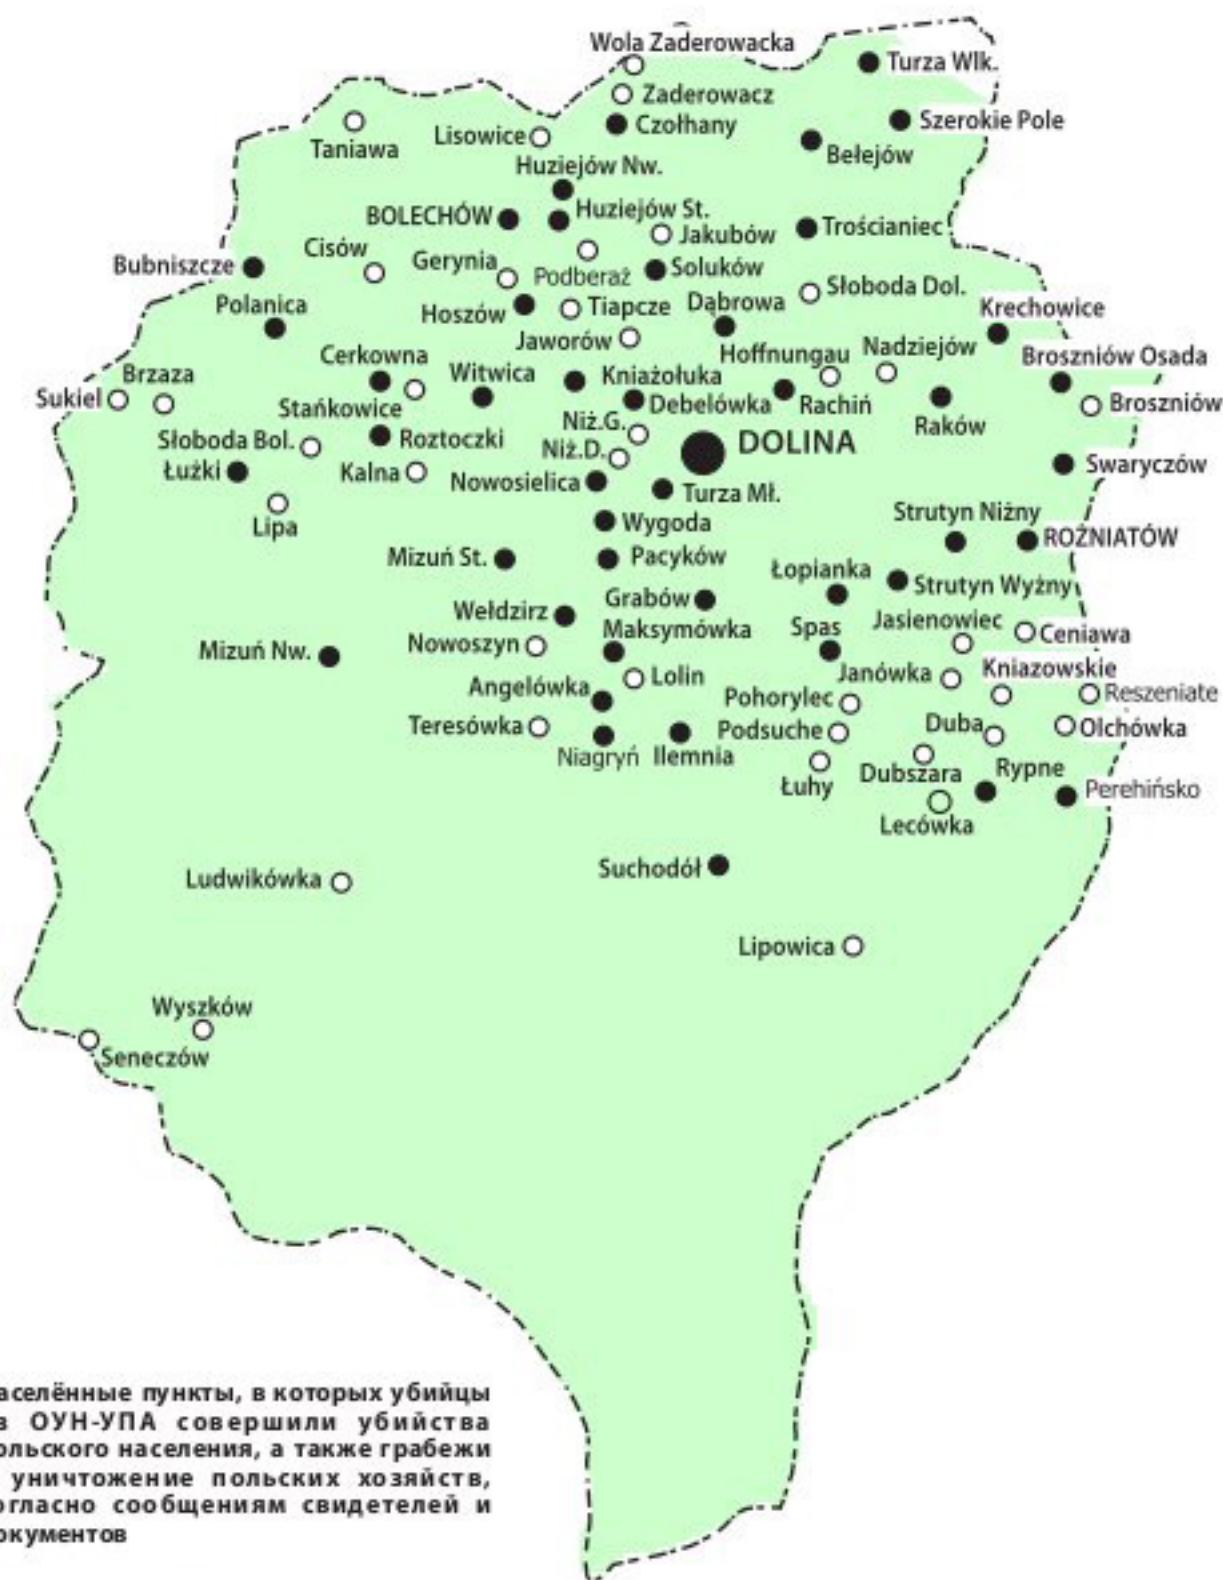 Wola Zaderowacka
Turza Wlk.
Zaderowacz
Czołhany
Szerokie Pole
Taniawa
Lisowice
Bełejów
Huziejów Nw.
BOLECHÓW
Huziejów St.
Jakubów
Trościaniec
Cisów
Gerynia
Podberaż
Bubniszcze
Soluków
Polanica
Hoszów
Tiapcze
Dąbrowa
Słoboda Dol.
Krechowice
Jaworów
Hoffnungau
Nadziejów
Cerkowna
Witwica
Kniażołuka
Broszniów Osada
Brzaza
Sukiel
Stańkowice
Debelówka
Rachiń
Raków
Broszniów
Niż.G.
Słoboda Bol.
Roztoczki
Niż.D.
DOLINA
Łużki
Kalna
Nowosielica
Turza Mł.
Swaryczów
Lipa
Wygoda
Strutyn Niżny
ROŻNIATÓW
Mizuń St.
Pacyków
Łopianka
Strutyn Wyżny
Wełdzirz
Grabów
Maksymówka
Spas
Jasienowiec
Ceniawa
Mizuń Nw.
Nowoszyn
Lolin
Janówka
Kniazowskie
Angelówka
Pohorylec
Reszeniate
Teresówka
Podsuche
Duba
Olchówka
Niagryń
Ilemnia
Łuhy
Dubszara
Rypne
Perehińsko
Lecówka
Suchodół
Ludwikówka
Lipowica
Wyszków
Seneczów
аселённые пункты, в которых убийцы
в ОУН-УПА совершили убийства
ольского населения, а также грабежи
уничтожение польских хозяйств,
огласно сообщениям свидетелей и
окументов